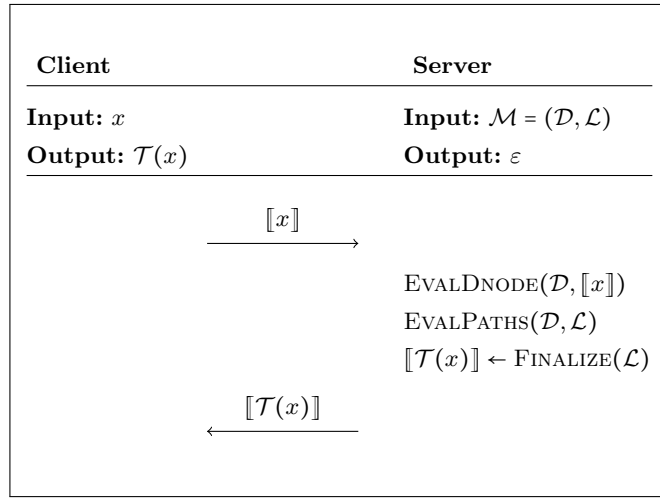 Client Server
Input: x Input: ℳ = (𝒟, ℒ)
Output: 𝒯(x) Output: ε
⟦x⟧
EvalDnode(𝒟, ⟦x⟧)
EvalPaths(𝒟, ℒ)
⟦𝒯(x)⟧ ← Finalize(ℒ)
⟦𝒯(x)⟧